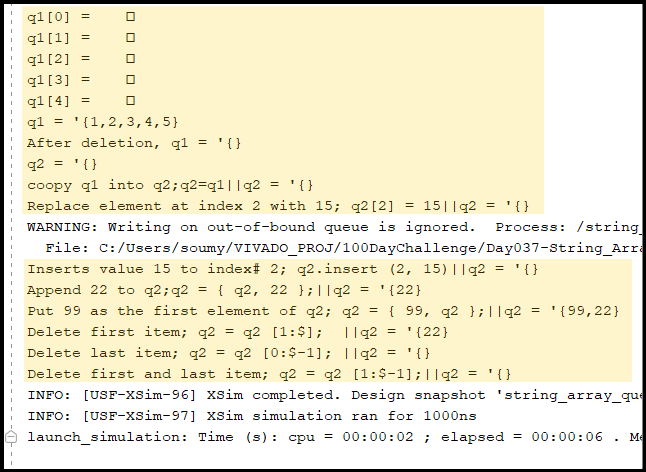 q1[0] =    □
q1[1] =    □
q1[2] =    □
q1[3] =    □
q1[4] =    □
q1 = '{1,2,3,4,5}
After deletion, q1 = '{}
q2 = '{}
coopy q1 into q2;q2=q1||q2 = '{}
Replace element at index 2 with 15; q2[2] = 15||q2 = '{}
WARNING: Writing on out-of-bound queue is ignored.  Process: /string_
File: C:/Users/soumy/VIVADO_PROJ/100DayChallenge/Day037-String_Arra
Inserts value 15 to index# 2; q2.insert (2, 15)||q2 = '{}
Append 22 to q2;q2 = { q2, 22 };||q2 = '{22}
Put 99 as the first element of q2; q2 = { 99, q2 };||q2 = '{99,22}
Delete first item; q2 = q2 [1:$];  ||q2 = '{22}
Delete last item; q2 = q2 [0:$-1]; ||q2 = '{}
Delete first and last item; q2 = q2 [1:$-1];||q2 = '{}
INFO: [USF-XSim-96] XSim completed. Design snapshot 'string_array_que
INFO: [USF-XSim-97] XSim simulation ran for 1000ns
launch_simulation: Time (s): cpu = 00:00:02 ; elapsed = 00:00:06 . Me